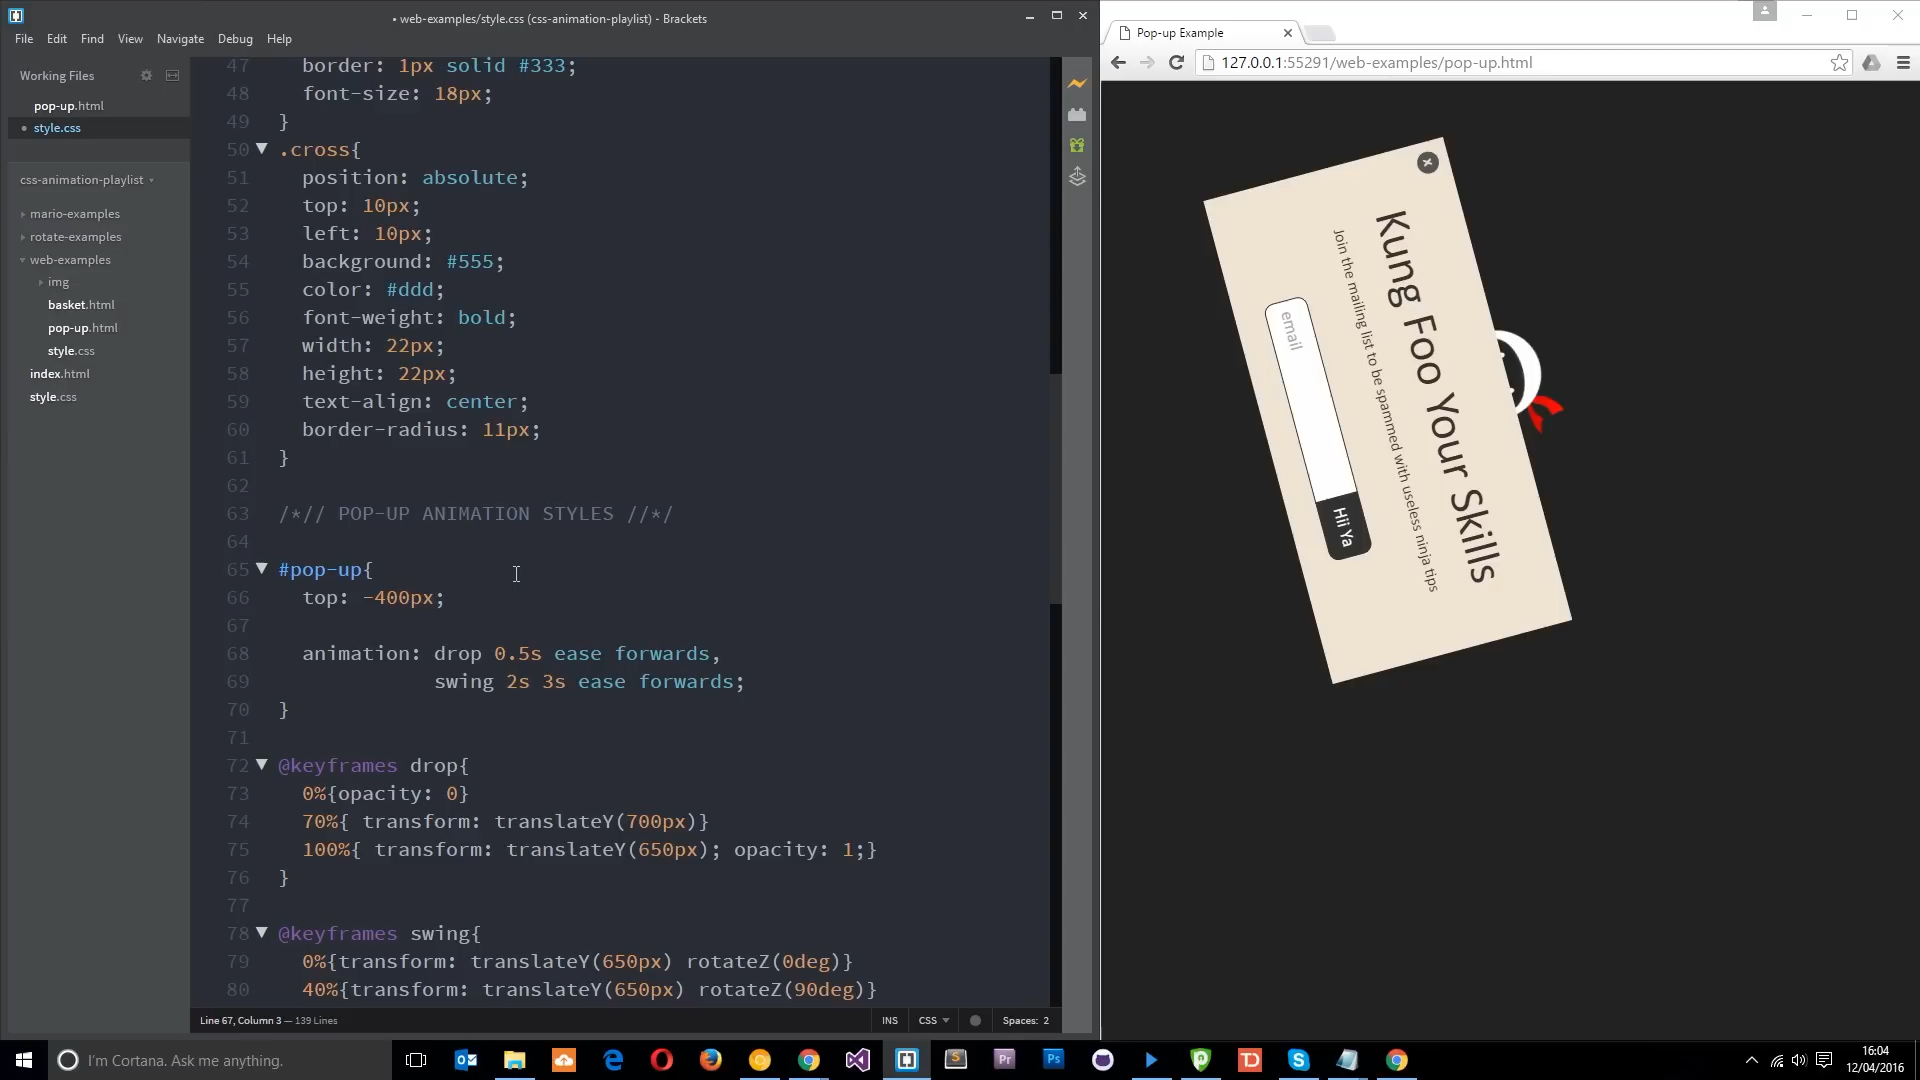 • web-examples/style.css (css-animation-playlist) - Brackets
File Edit Find View Navigate Debug Help
Working Files
pop-up.html
style.css
css-animation-playlist
mario-examples
rotate-examples
web-examples
img
basket.html
pop-up.html
style.css
index.html
style.css
47 border: 1px solid #333;
48 font-size: 18px;
49 }
50 .cross{
51 position: absolute;
52 top: 10px;
53 left: 10px;
54 background: #555;
55 color: #ddd;
56 font-weight: bold;
57 width: 22px;
58 height: 22px;
59 text-align: center;
60 border-radius: 11px;
61 }
62
63 /*// POP-UP ANIMATION STYLES //*/
64
65 #pop-up{
66 top: -400px;
67
68 animation: drop 0.5s ease forwards,
69 swing 2s 3s ease forwards;
70 }
71
72 @keyframes drop{
73 0%{opacity: 0}
74 70%{ transform: translateY(700px)}
75 100%{ transform: translateY(650px); opacity: 1;}
76 }
77
78 @keyframes swing{
79 0%{transform: translateY(650px) rotateZ(0deg)}
80 40%{transform: translateY(650px) rotateZ(90deg)}
Line 67, Column 3 — 139 Lines
INS CSS Spaces: 2
Pop-up Example
127.0.0.1:55291/web-examples/pop-up.html
Kung Foo Your Skills
Join the mailing list to be spammed with useless ninja tips
email
Hii Ya
I'm Cortana. Ask me anything.
S
Pr
Ps
TD
16:04
12/04/2016